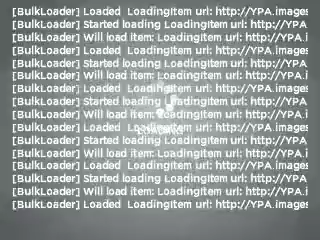 [BulkLoader] Loaded LoadingItem url: http://YPA.images
[BulkLoader] Started loading LoadingItem url: http://YPA
[BulkLoader] Will load item: LoadingItem url: http://YPA.i
[BulkLoader] Loaded LoadingItem url: http://YPA.images
[BulkLoader] Started loading LoadingItem url: http://YPA
[BulkLoader] Will load item: LoadingItem url: http://YPA.i
[BulkLoader] Loaded LoadingItem url: http://YPA.images
[BulkLoader] Started loading LoadingItem url: http://YPA
[BulkLoader] Will load item: LoadingItem url: http://YPA.i
[BulkLoader] Loaded LoadingItem url: http://YPA.images
[BulkLoader] Started loading LoadingItem url: http://YPA
[BulkLoader] Will load item: LoadingItem url: http://YPA.i
[BulkLoader] Loaded LoadingItem url: http://YPA.images
[BulkLoader] Started loading LoadingItem url: http://YPA
[BulkLoader] Will load item: LoadingItem url: http://YPA.i
[BulkLoader] Loaded LoadingItem url: http://YPA.images